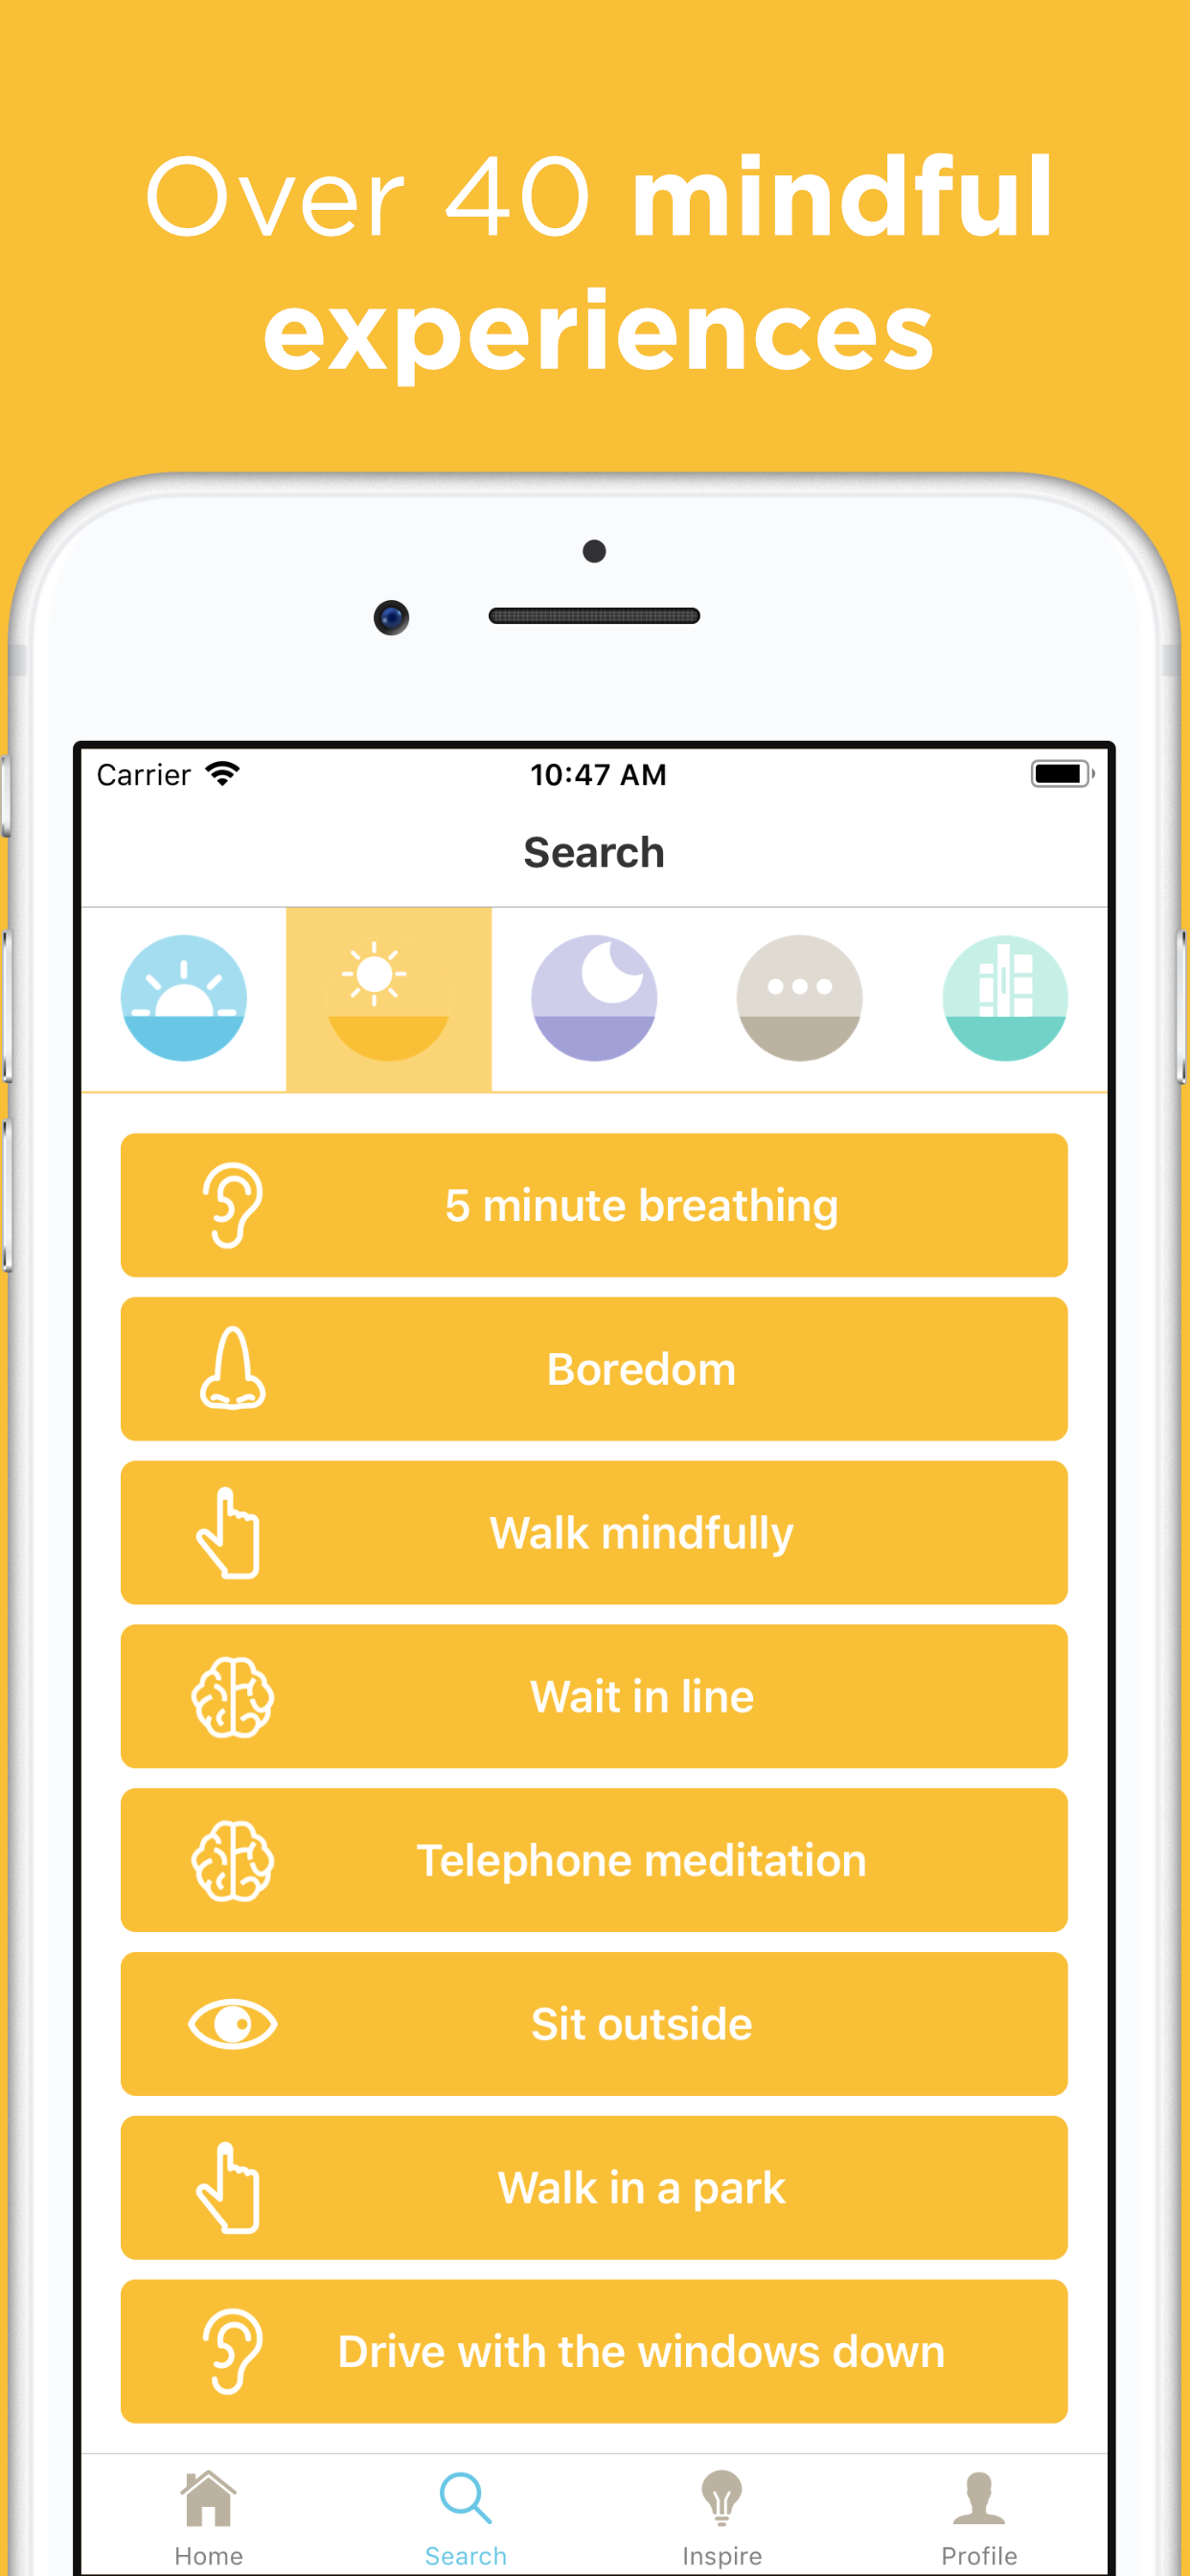 Over 40 mindful
experiences
Carrier 10:47 AM
Search
5 minute breathing
Boredom
Walk mindfully
Wait in line
Telephone meditation
Sit outside
Walk in a park
Drive with the windows down
Home Search Inspire Profile